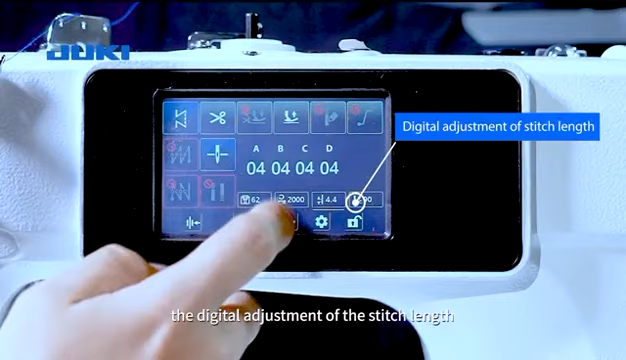 JUKI
Digital adjustment of stitch length
A B C D
04 04 04 04
62 2000 4.4
the digital adjustment of the stitch length